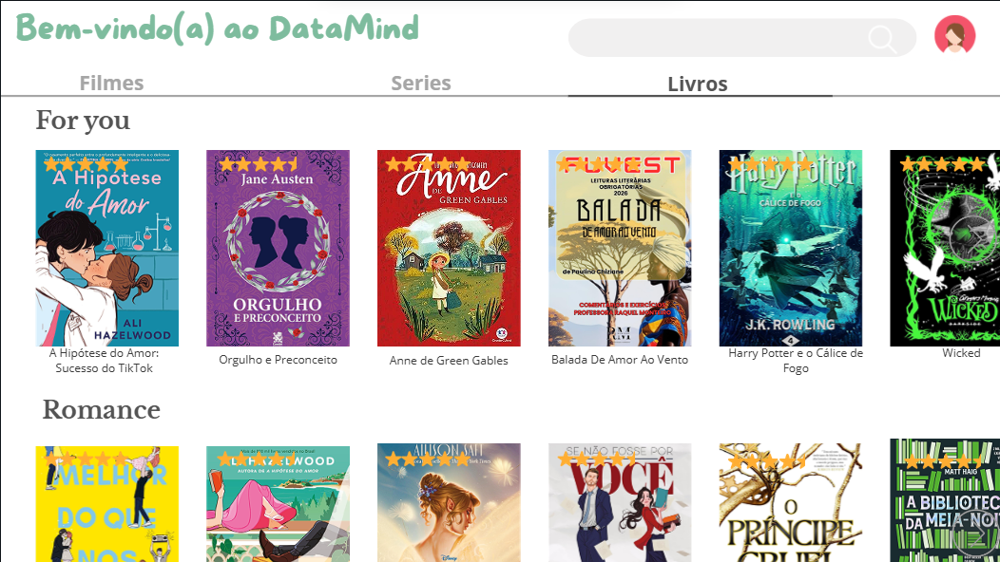 Bem-vindo(a) ao DataMind
Filmes
Series
Livros
For you
A Hipótese
do Amor
ALI
HAZELWOOD
A Hipótese do Amor:
Sucesso do TikTok
Jane Austen
ORGULHO
E PRECONCEITO
Orgulho e Preconceito
Anne
DE
GREEN GABLES
Anne de Green Gables
FUVEST
LEITURAS LITERÁRIAS
OBRIGATÓRIAS
2026
BALADA
DE AMOR AO VENTO
de Paulina Chiziane
COMENTÁRIOS E EXERCÍCIOS
PROFESSORA RAQUEL MONTEIRO
Balada De Amor Ao Vento
Harry Potter
E O
CÁLICE DE FOGO
J.K. ROWLING
4
Harry Potter e o Cálice de
Fogo
WICKED
DARKSIDE
Wicked
Romance
MELHOR
DO QUE
NOS
HAZELWOOD
AUTORA DE A HIPÓTESE DO AMOR
Disney
SE NÃO FOSSE POR
VOCÊ
O
PRÍNCIPE
CRUEL
MATT HAIG
A BIBLIOTEC
DA MEIA-NOI